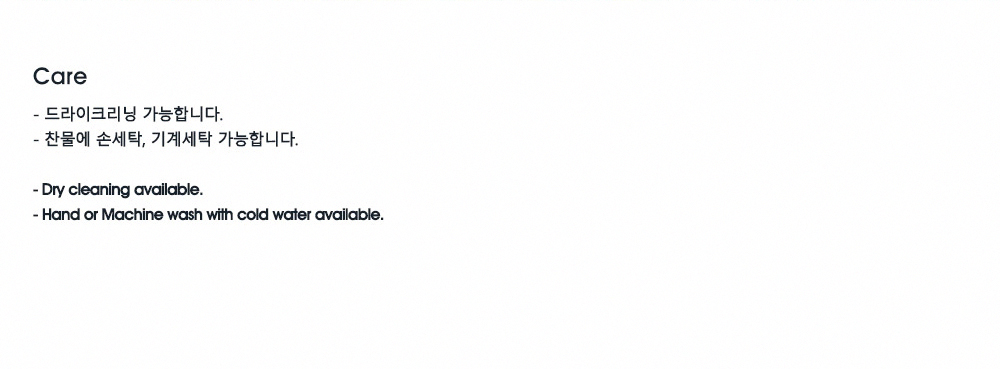 Care
- 드라이크리닝 가능합니다.
- 찬물에 손세탁, 기계세탁 가능합니다.
- Dry cleaning available.
- Hand or Machine wash with cold water available.